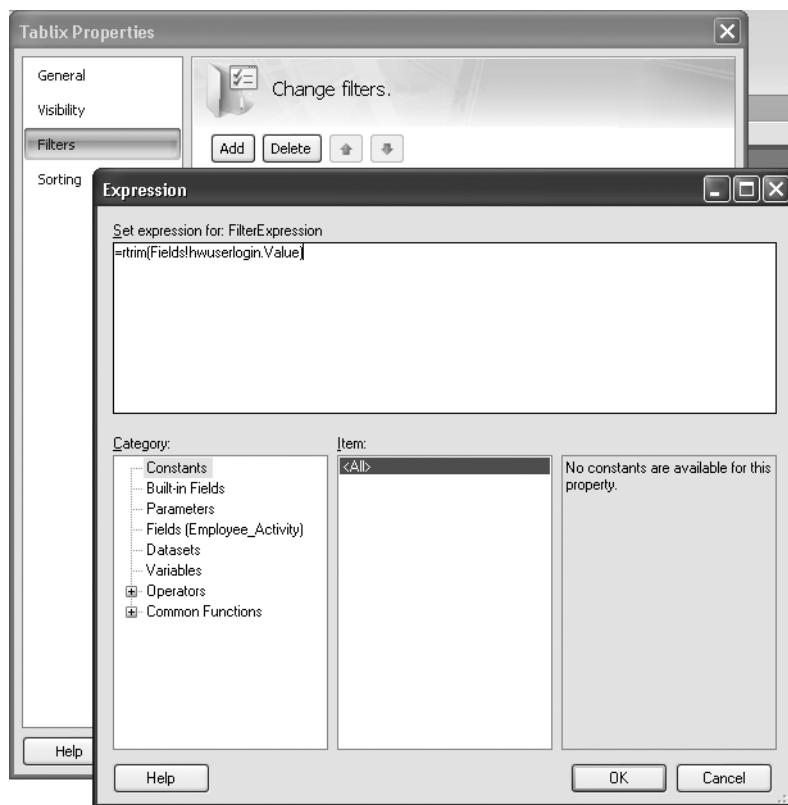 Tablix Properties
General
Visibility
Filters
Sorting
Change filters.
Add
Delete
Expression
Set expression for: FilterExpression
=rtrim(Fields!hwuserlogin.Value)
Category:
Constants
Built-in Fields
Parameters
Fields (Employee_Activity)
Datasets
Variables
Operators
Common Functions
Item:
<All>
No constants are available for this
property.
Help
Help
OK
Cancel